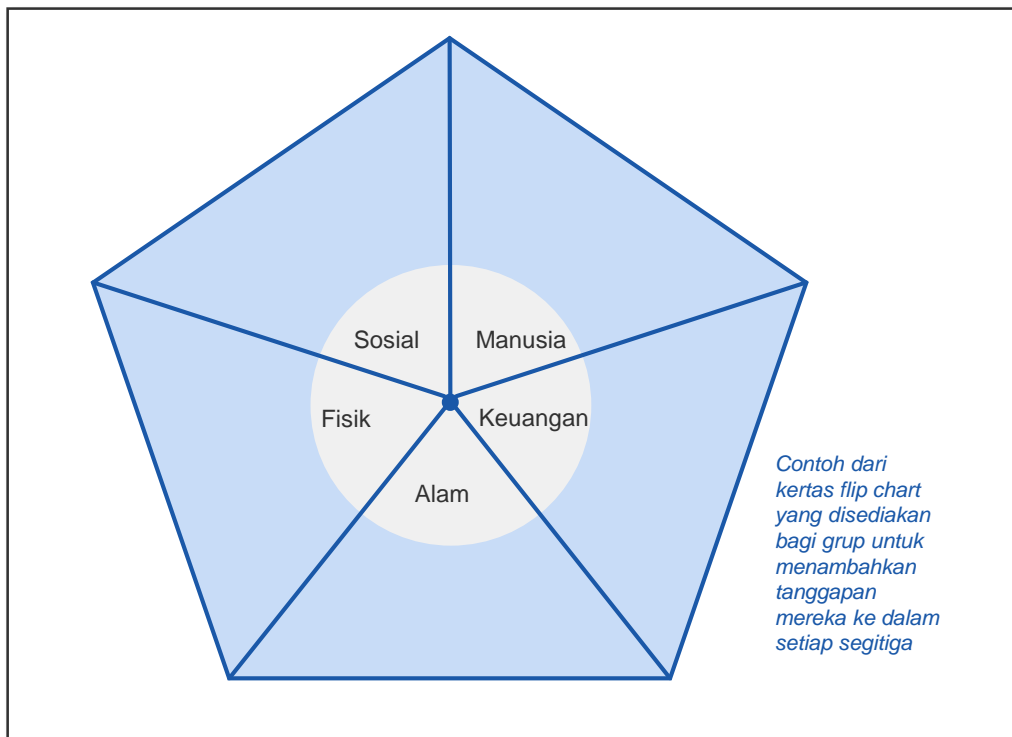 Sosial
Manusia
Fisik
Keuangan
Alam
Contoh dari
kertas flip chart
yang disediakan
bagi grup untuk
menambahkan
tanggapan
mereka ke dalam
setiap segitiga